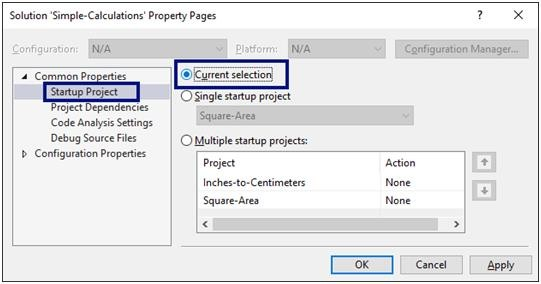 Solution 'Simple-Calculations' Property Pages
? ×
Configuration: N/A Platform: N/A Configuration Manager...
Common Properties
Startup Project
Project Dependencies
Code Analysis Settings
Debug Source Files
Configuration Properties
Current selection
Single startup project
Square-Area
Multiple startup projects:
Project Action
Inches-to-Centimeters None
Square-Area None
OK Cancel Apply